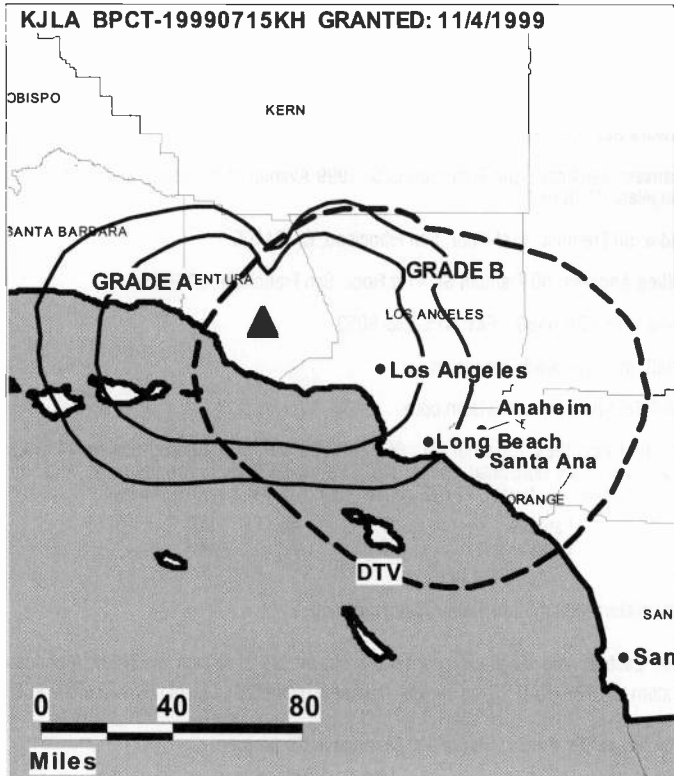 KJLA BPCT-19990715KH GRANTED: 11/4/1999
OBISPO
KERN
SANTA BARBARA
GRADE A
ENTURA
GRADE B
LOS ANGELES
Los Angeles
Anaheim
Long Beach
Santa Ana
ORANGE
DTV
SAN
San
0 40 80
Miles